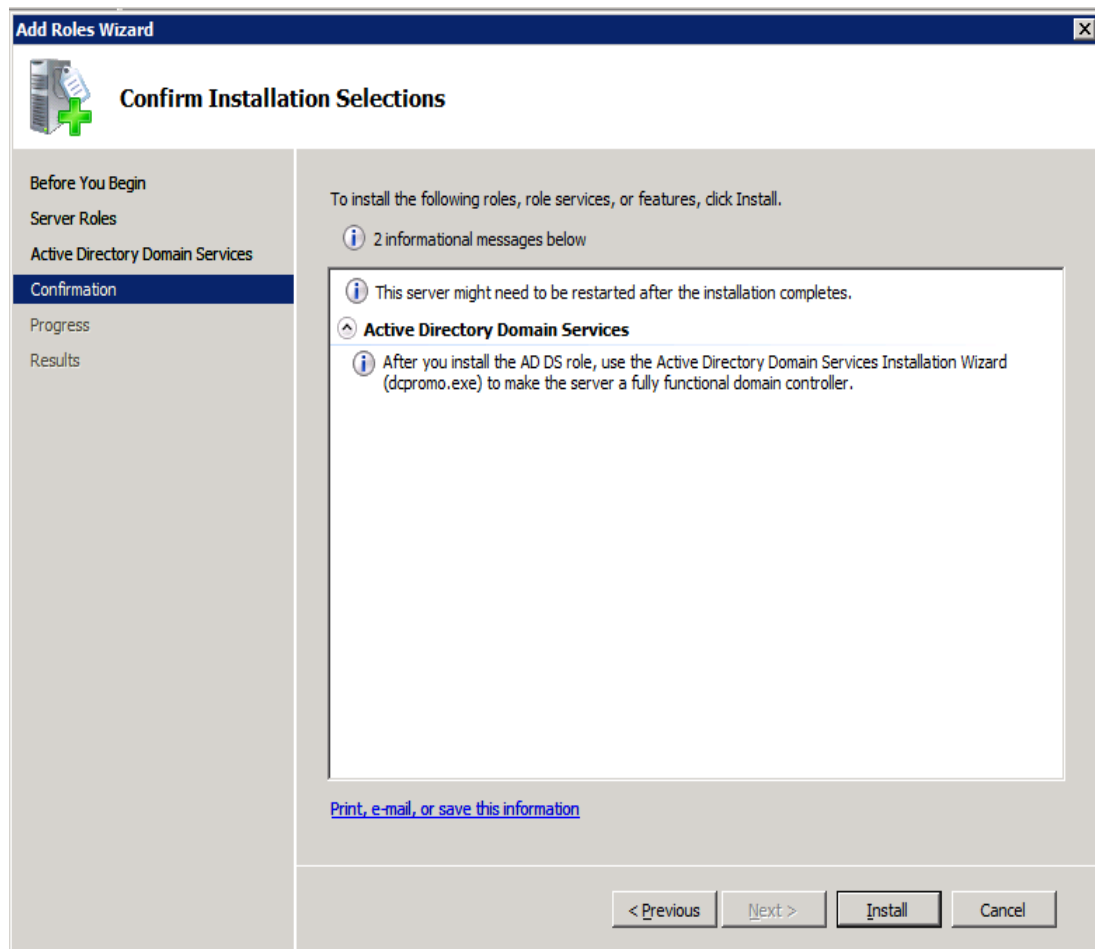 Add Roles Wizard
Confirm Installation Selections
Before You Begin
Server Roles
Active Directory Domain Services
Confirmation
Progress
Results
To install the following roles, role services, or features, click Install.
2 informational messages below
This server might need to be restarted after the installation completes.
Active Directory Domain Services
After you install the AD DS role, use the Active Directory Domain Services Installation Wizard
(dcpromo.exe) to make the server a fully functional domain controller.
Print, e-mail, or save this information
< Previous
Next >
Install
Cancel